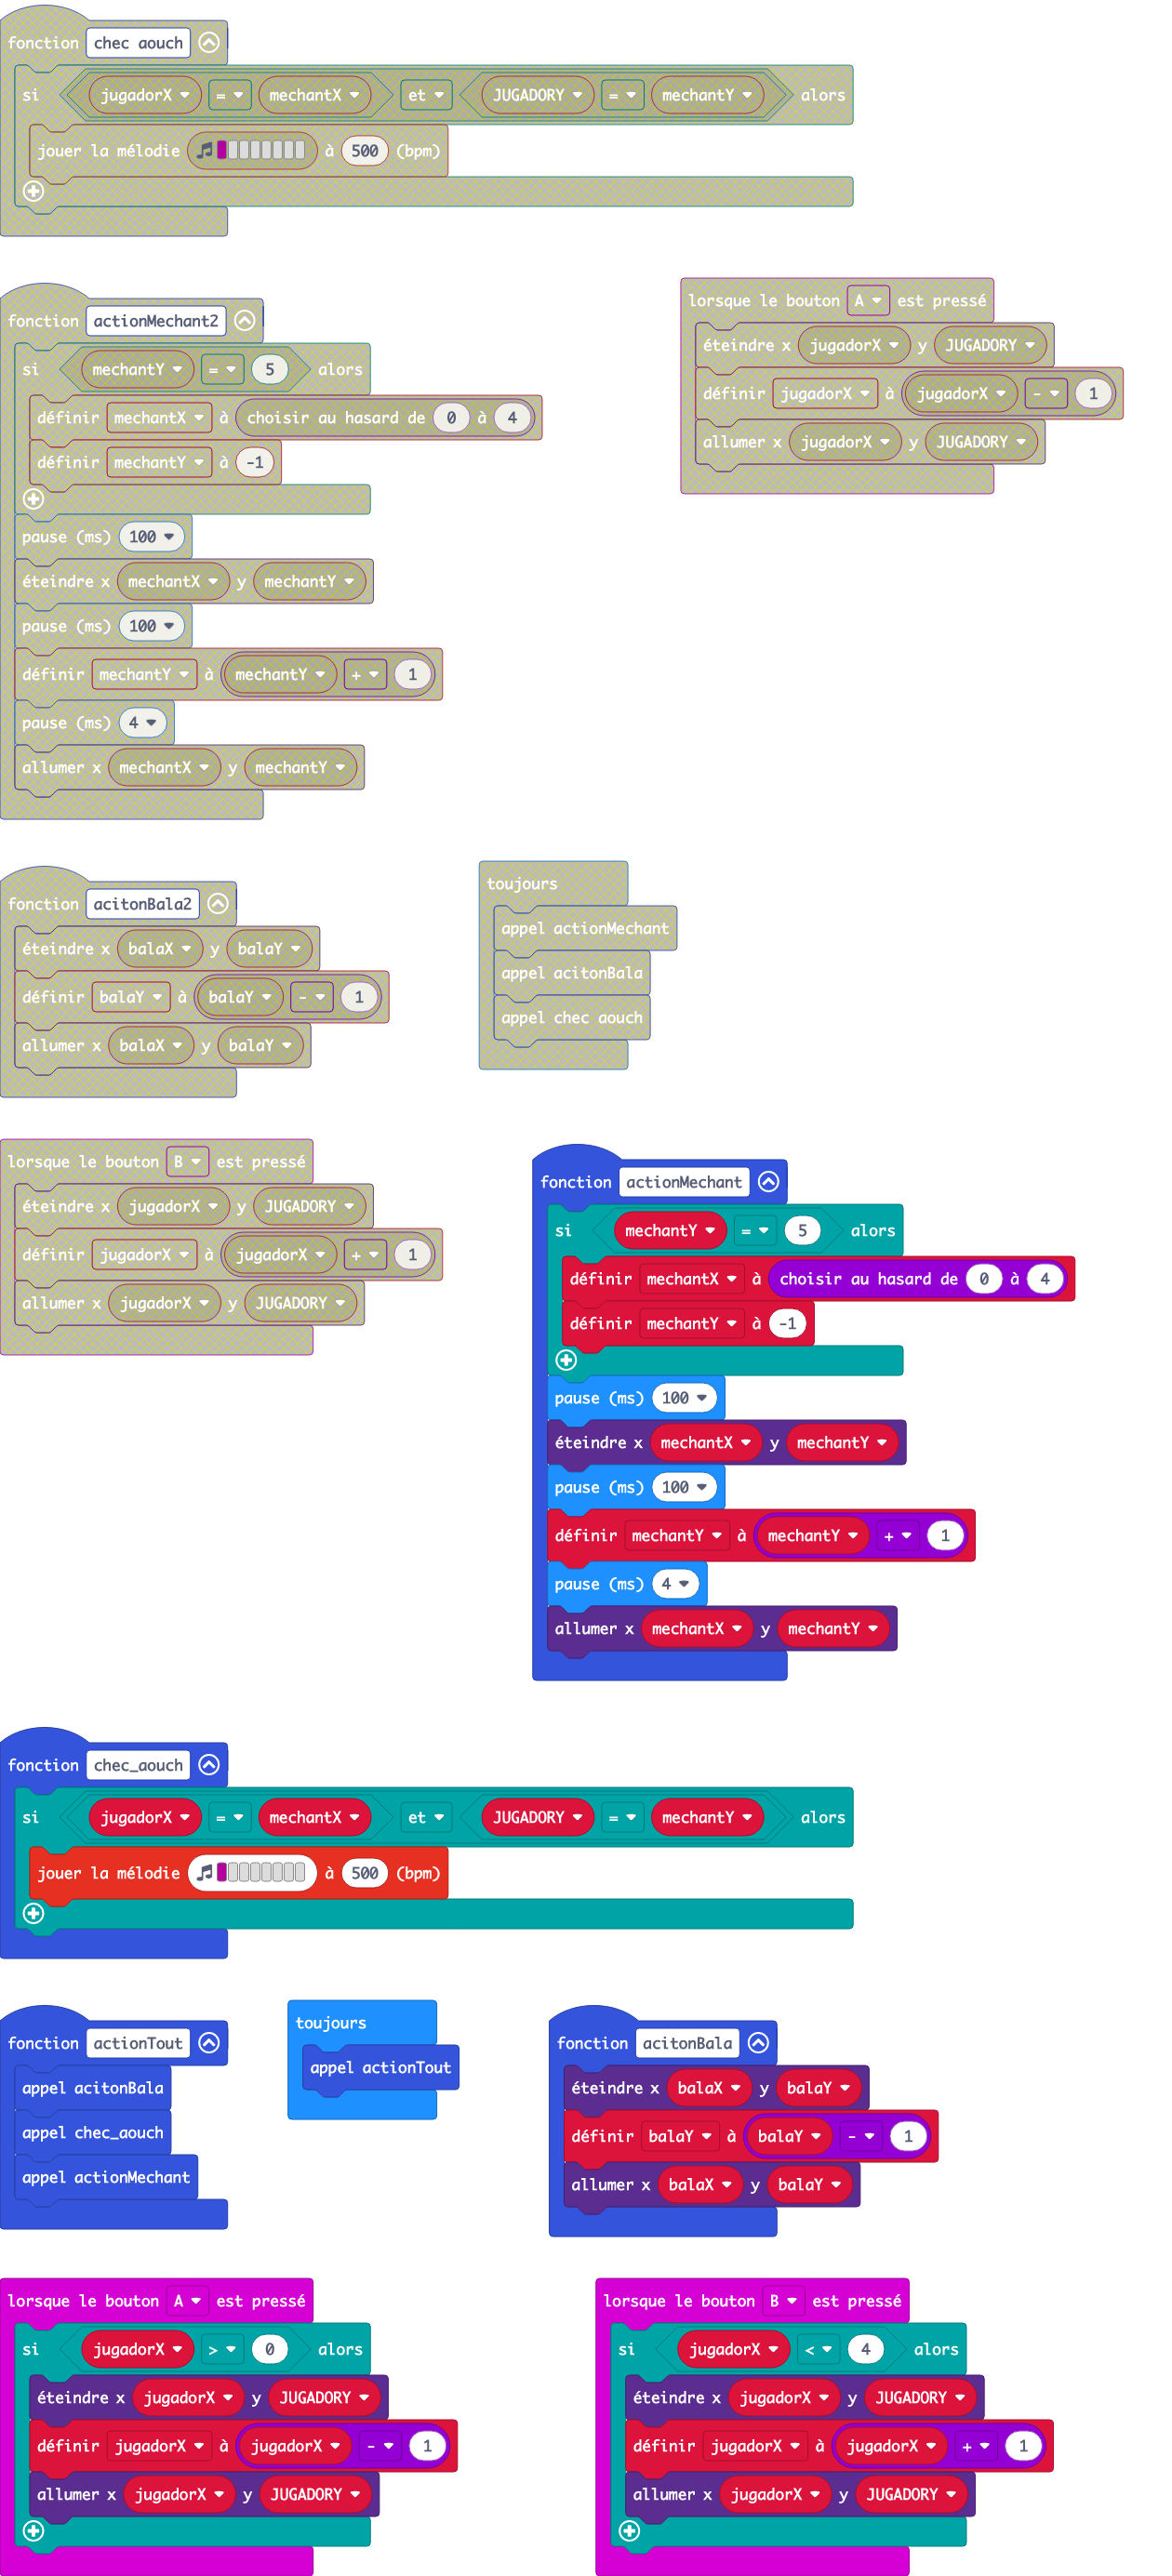 fonction chec aouch
si jugadorX = mechantX et JUGADORY = mechantY alors
jouer la mélodie à 500 (bpm)
fonction actionMechant2
si mechantY = 5 alors
définir mechantX à choisir au hasard de 0 à 4
définir mechantY à -1
pause (ms) 100
éteindre x mechantX y mechantY
pause (ms) 100
définir mechantY à mechantY + 1
pause (ms) 4
allumer x mechantX y mechantY
lorsque le bouton A est pressé
éteindre x jugadorX y JUGADORY
définir jugadorX à jugadorX - 1
allumer x jugadorX y JUGADORY
fonction acitonBala2
éteindre x balaX y balaY
définir balaY à balaY - 1
allumer x balaX y balaY
toujours
appel actionMechant
appel acitonBala
appel chec aouch
lorsque le bouton B est pressé
éteindre x jugadorX y JUGADORY
définir jugadorX à jugadorX + 1
allumer x jugadorX y JUGADORY
fonction actionMechant
si mechantY = 5 alors
définir mechantX à choisir au hasard de 0 à 4
définir mechantY à -1
pause (ms) 100
éteindre x mechantX y mechantY
pause (ms) 100
définir mechantY à mechantY + 1
pause (ms) 4
allumer x mechantX y mechantY
fonction chec_aouch
si jugadorX = mechantX et JUGADORY = mechantY alors
jouer la mélodie à 500 (bpm)
fonction actionTout
appel acitonBala
appel chec_aouch
appel actionMechant
toujours
appel actionTout
fonction acitonBala
éteindre x balaX y balaY
définir balaY à balaY - 1
allumer x balaX y balaY
lorsque le bouton A est pressé
si jugadorX > 0 alors
éteindre x jugadorX y JUGADORY
définir jugadorX à jugadorX - 1
allumer x jugadorX y JUGADORY
lorsque le bouton B est pressé
si jugadorX < 4 alors
éteindre x jugadorX y JUGADORY
définir jugadorX à jugadorX + 1
allumer x jugadorX y JUGADORY